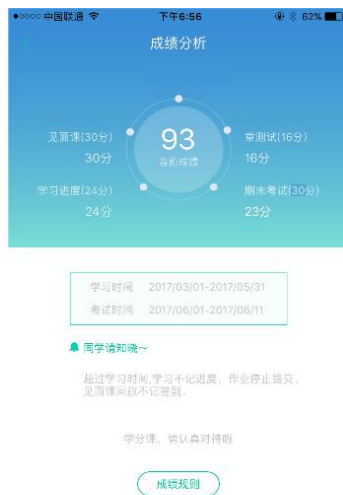 中国联通 下午6:56 62%
成绩分析
93
当前成绩
见面课(30分)
30分
章测试(16分)
16分
学习进度(24分)
24分
期末考试(30分)
23分
学习时间 2017/03/01-2017/05/31
考试时间 2017/06/01-2017/06/11
同学请知晓~
超过学习时间,学习不记进度、作业停止提交、
见面课回放不记签到。
学分课，请认真对待哦
成绩规则